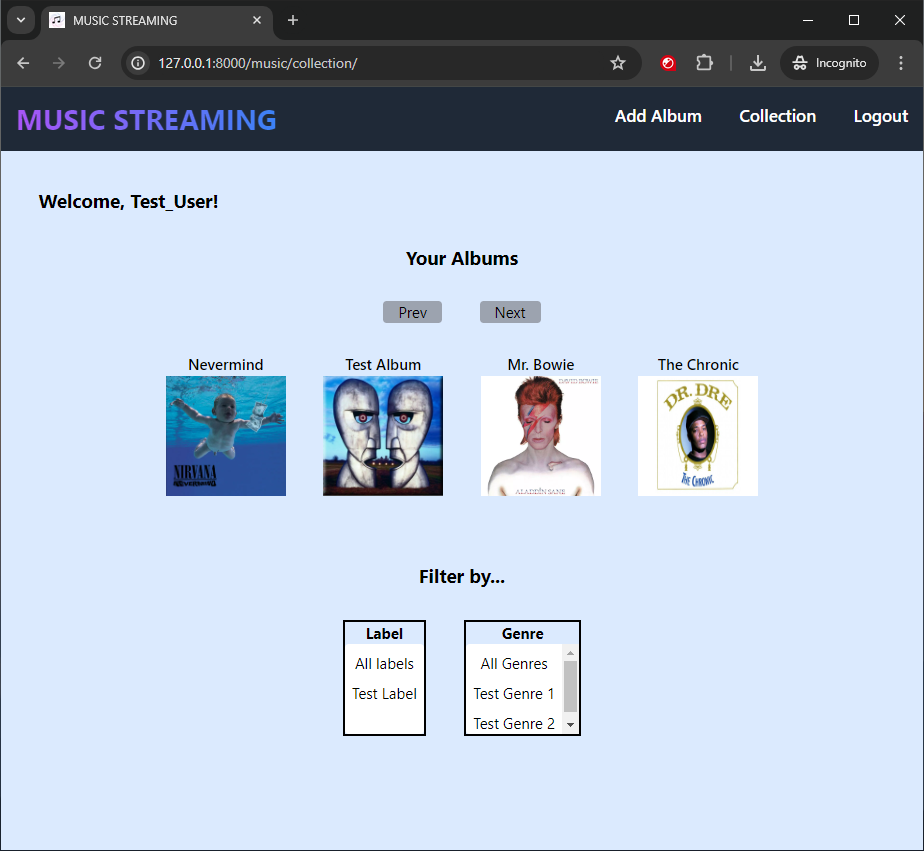 MUSIC STREAMING
127.0.0.1:8000/music/collection/
Incognito
MUSIC STREAMING
Add Album Collection Logout
Welcome, Test_User!
Your Albums
Prev Next
Nevermind Test Album Mr. Bowie The Chronic
NIRVANA
NEVERMIND
DAVID BOWIE
ALADDIN SANE
DR. DRE
THE CHRONIC
Filter by...
Label Genre
All labels All Genres
Test Label Test Genre 1
Test Genre 2